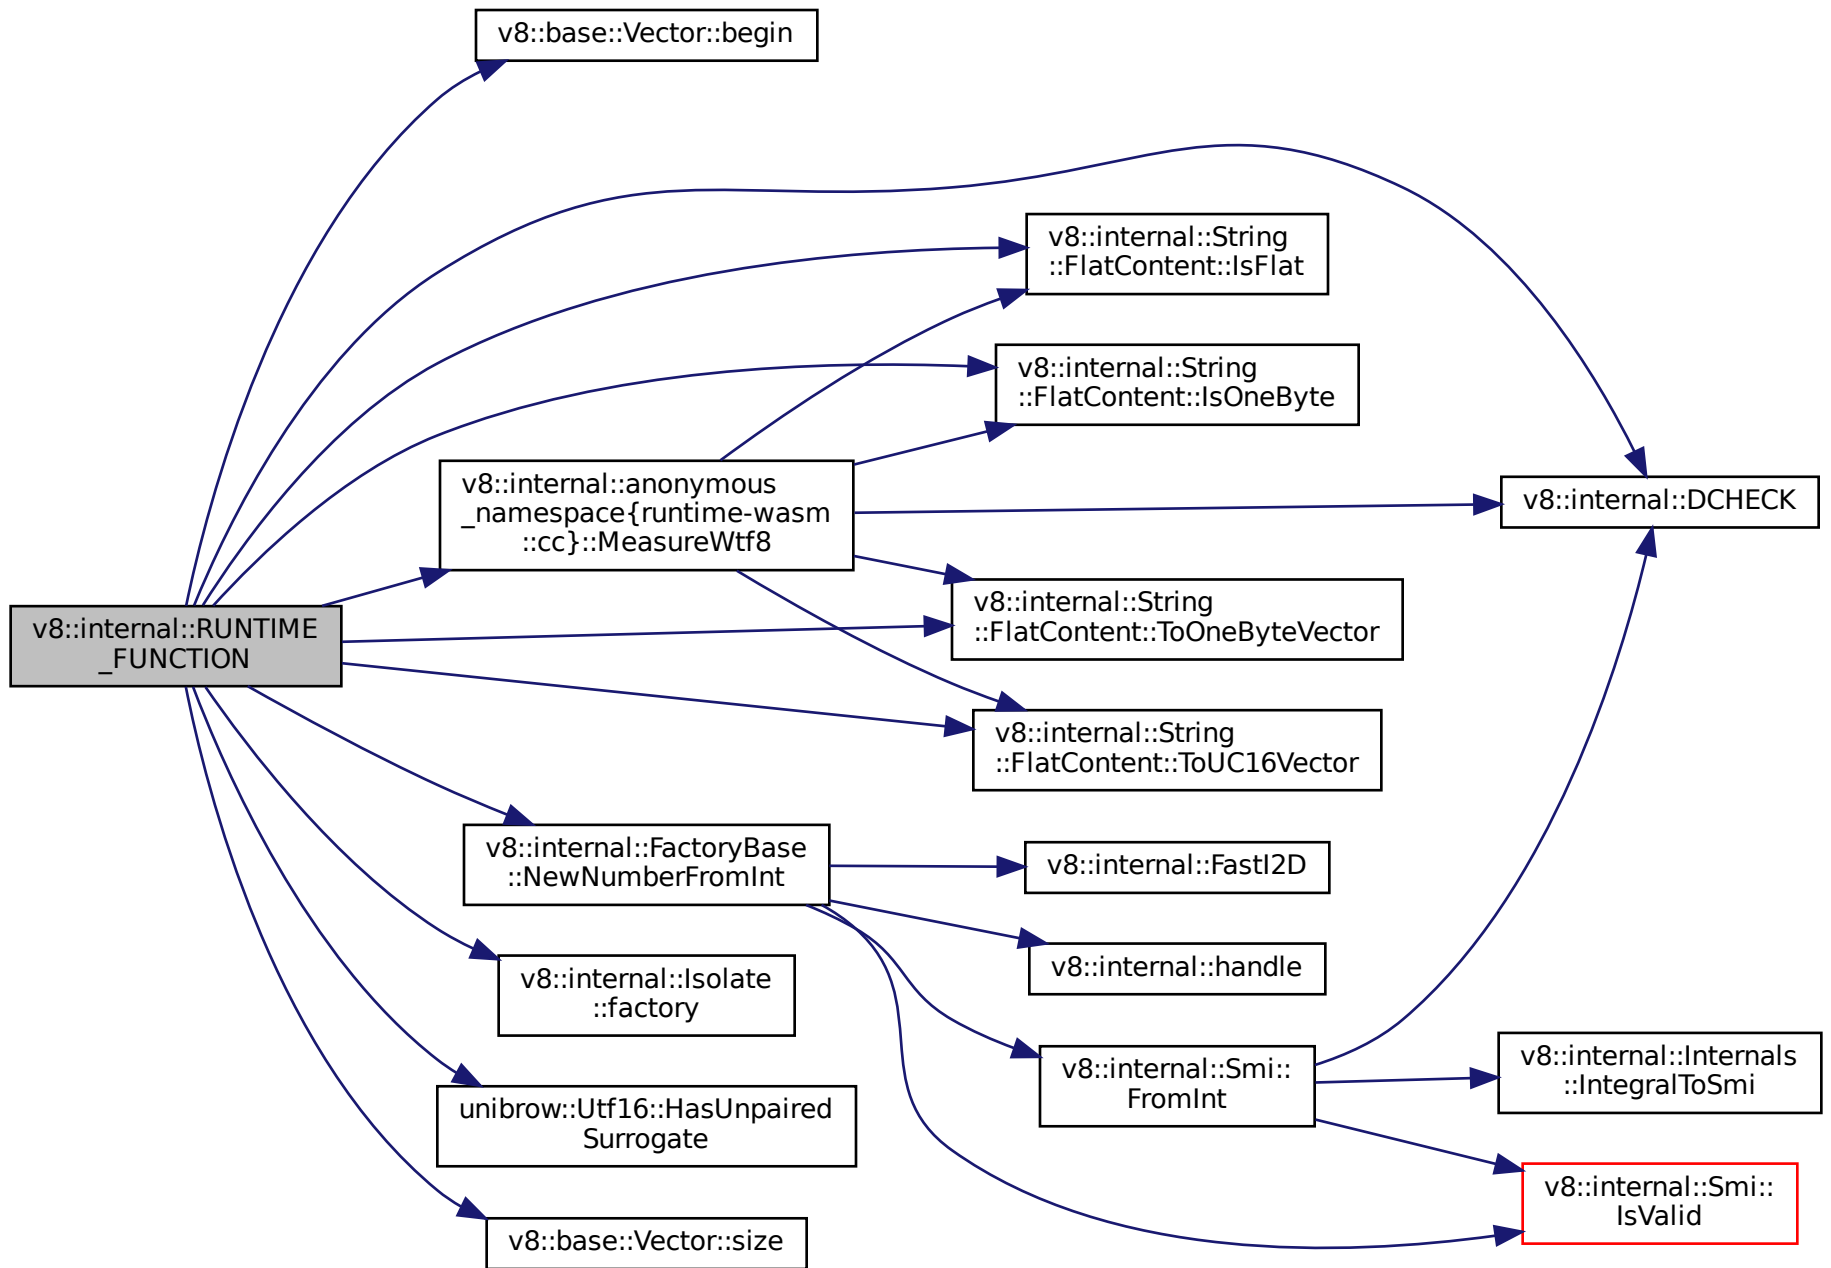 v8::base::Vector::begin
v8::internal::String
::FlatContent::IsFlat
v8::internal::String
::FlatContent::IsOneByte
v8::internal::anonymous
_namespace{runtime-wasm
::cc}::MeasureWtf8
v8::internal::DCHECK
v8::internal::String
::FlatContent::ToOneByteVector
v8::internal::RUNTIME
_FUNCTION
v8::internal::String
::FlatContent::ToUC16Vector
v8::internal::FactoryBase
::NewNumberFromInt
v8::internal::FastI2D
v8::internal::Isolate
::factory
v8::internal::handle
v8::internal::Smi::
FromInt
v8::internal::Internals
::IntegralToSmi
unibrow::Utf16::HasUnpaired
Surrogate
v8::internal::Smi::
IsValid
v8::base::Vector::size